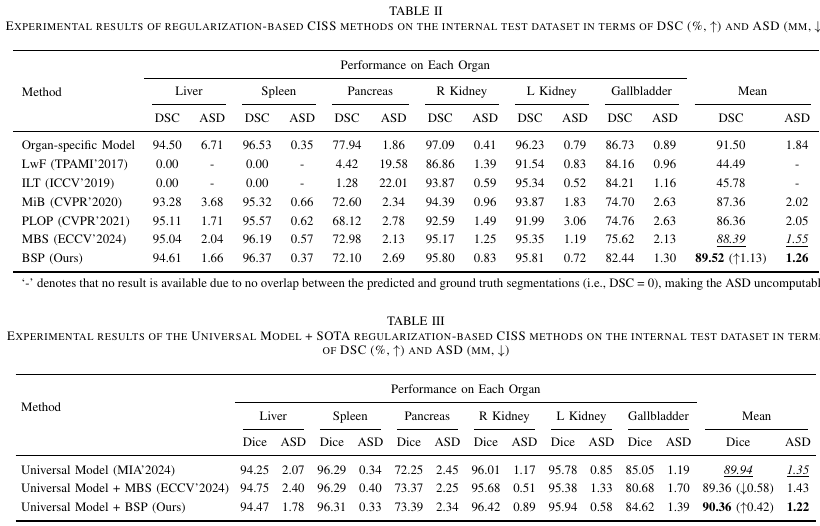 TABLE II
EXPERIMENTAL RESULTS OF REGULARIZATION-BASED CISS METHODS ON THE INTERNAL TEST DATASET IN TERMS OF DSC (%, ↑) AND ASD (MM, ↓
Performance on Each Organ
Method Liver Spleen Pancreas R Kidney L Kidney Gallbladder Mean
DSC ASD DSC ASD DSC ASD DSC ASD DSC ASD DSC ASD DSC ASD
Organ-specific Model 94.50 6.71 96.53 0.35 77.94 1.86 97.09 0.41 96.23 0.79 86.73 0.89 91.50 1.84
LwF (TPAMI'2017) 0.00 - 0.00 - 4.42 19.58 86.86 1.39 91.54 0.83 84.16 0.96 44.49 -
ILT (ICCV'2019) 0.00 - 0.00 - 1.28 22.01 93.87 0.59 95.34 0.52 84.21 1.16 45.78 -
MiB (CVPR'2020) 93.28 3.68 95.32 0.66 72.60 2.34 94.39 0.96 93.87 1.83 74.70 2.63 87.36 2.02
PLOP (CVPR'2021) 95.11 1.71 95.57 0.62 68.12 2.78 92.59 1.49 91.99 3.06 74.76 2.63 86.36 2.05
MBS (ECCV'2024) 95.04 2.04 96.19 0.57 72.98 2.13 95.17 1.25 95.35 1.19 75.62 2.13 88.39 1.55
BSP (Ours) 94.61 1.66 96.37 0.37 72.10 2.69 95.80 0.83 95.81 0.72 82.44 1.30 89.52 (↑1.13) 1.26
'-' denotes that no result is available due to no overlap between the predicted and ground truth segmentations (i.e., DSC = 0), making the ASD uncomputabl
TABLE III
EXPERIMENTAL RESULTS OF THE UNIVERSAL MODEL + SOTA REGULARIZATION-BASED CISS METHODS ON THE INTERNAL TEST DATASET IN TERM
OF DSC (%, ↑) AND ASD (MM, ↓)
Performance on Each Organ
Method Liver Spleen Pancreas R Kidney L Kidney Gallbladder Mean
Dice ASD Dice ASD Dice ASD Dice ASD Dice ASD Dice ASD Dice ASD
Universal Model (MIA'2024) 94.25 2.07 96.29 0.34 72.25 2.45 96.01 1.17 95.78 0.85 85.05 1.19 89.94 1.35
Universal Model + MBS (ECCV'2024) 94.75 2.40 96.29 0.40 73.37 2.25 95.68 0.51 95.38 1.33 80.68 1.70 89.36 (↓0.58) 1.43
Universal Model + BSP (Ours) 94.47 1.78 96.31 0.33 73.39 2.34 96.42 0.89 95.94 0.58 84.62 1.39 90.36 (↑0.42) 1.22